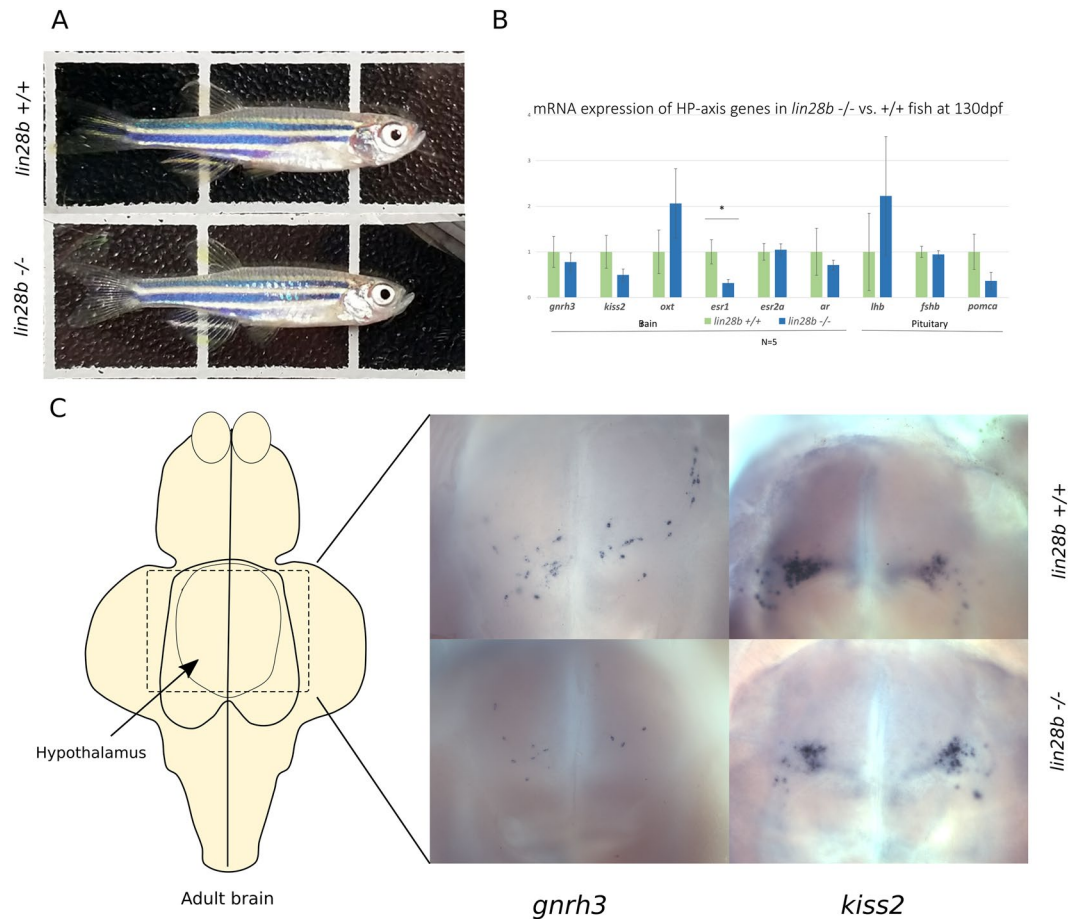 A
B
lin28b +/+
lin28b -/-
mRNA expression of HP-axis genes in lin28b -/- vs. +/+ fish at 130dpf
4
3
2
1
0
*
gnrh3 kiss2 oxt esr1 esr2a ar lhb fshb pomca
Bain lin28b +/+ lin28b -/- Pituitary
N=5
C
Hypothalamus
Adult brain
lin28b +/+
lin28b -/-
gnrh3 kiss2